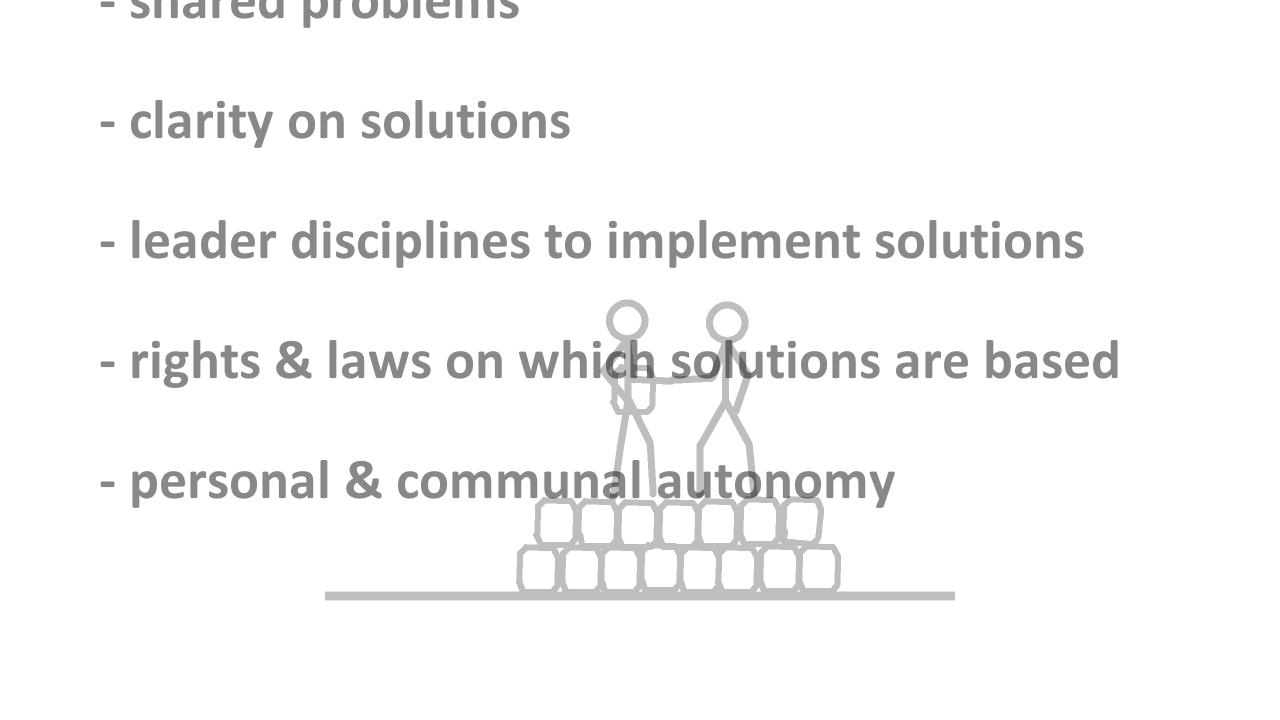 - shared problems
- clarity on solutions
- leader disciplines to implement solutions
- rights & laws on which solutions are based
- personal & communal autonomy